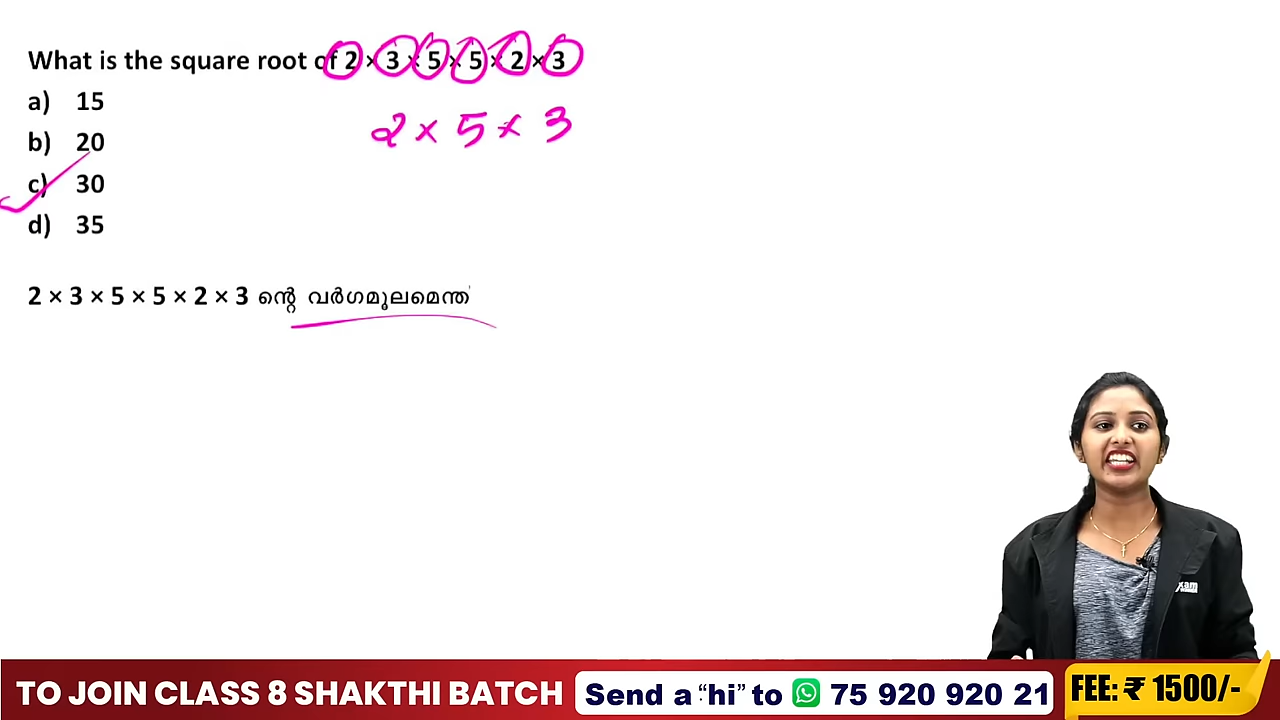 What is the square root of 2 × 3 × 5 × 5 × 2 × 3
2 × 5 × 3
a) 15
b) 20
c) 30
d) 35
2 × 3 × 5 × 5 × 2 × 3 ന്റെ വർഗമൂലമെന്ത്
TO JOIN CLASS 8 SHAKTHI BATCH
Send a “hi” to 75 920 920 21
FEE: ₹ 1500/-